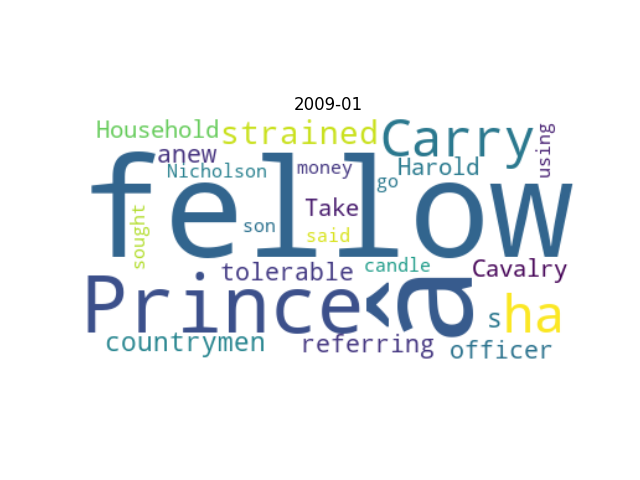 2009-01
Household strained Carry using
anew Nicholson money Harold
fellow
go
Take
sought son said
tolerable candle Cavalry
Prince <a s ha
countrymen referring officer